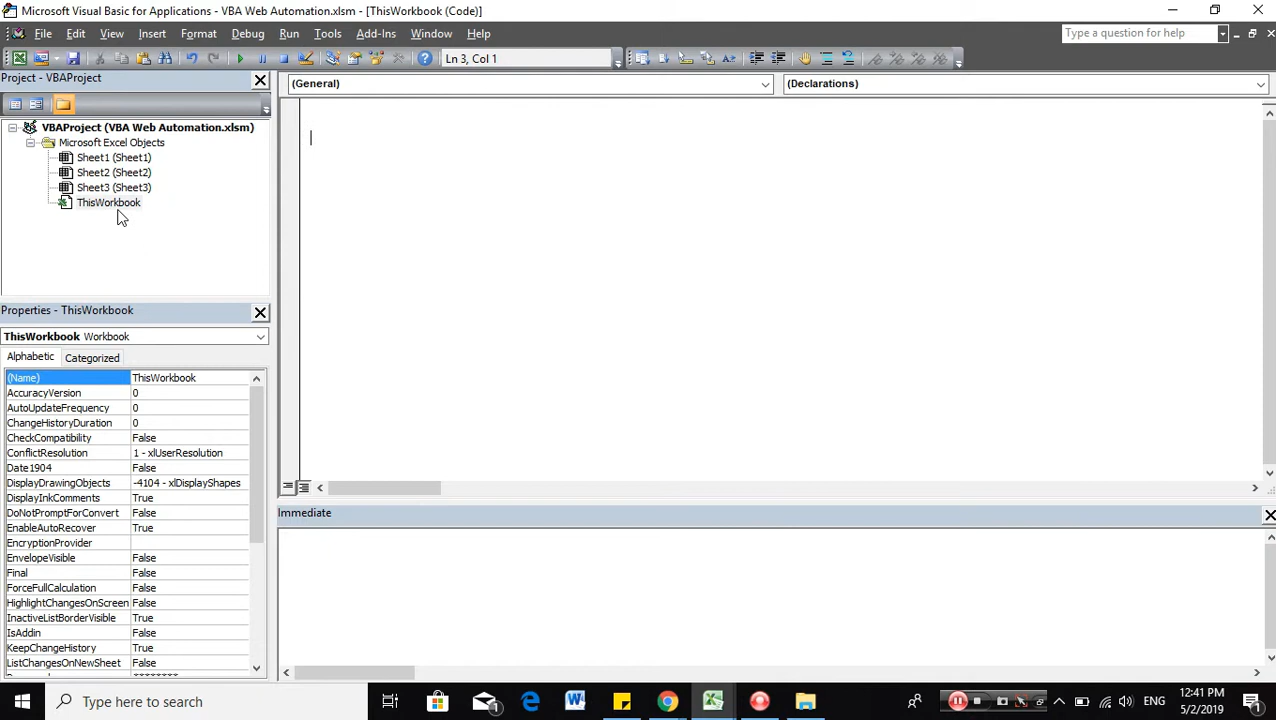 Microsoft Visual Basic for Applications - VBA Web Automation.xlsm - [ThisWorkbook (Code)]
File Edit View Insert Format Debug Run Tools Add-Ins Window Help
Type a question for help
Ln 3, Col 1
Project - VBAProject
(General)
(Declarations)
VBAProject (VBA Web Automation.xlsm)
Microsoft Excel Objects
Sheet1 (Sheet1)
Sheet2 (Sheet2)
Sheet3 (Sheet3)
ThisWorkbook
Properties - ThisWorkbook
ThisWorkbook Workbook
Alphabetic Categorized
(Name) ThisWorkbook
AccuracyVersion 0
AutoUpdateFrequency 0
ChangeHistoryDuration 0
CheckCompatibility False
ConflictResolution 1 - xlUserResolution
Date1904 False
DisplayDrawingObjects -4104 - xlDisplayShapes
DisplayInkComments True
DoNotPromptForConvert False
EnableAutoRecover True
EncryptionProvider
EnvelopeVisible False
Final False
ForceFullCalculation False
HighlightChangesOnScreen False
InactiveListBorderVisible True
IsAddin False
KeepChangeHistory True
ListChangesOnNewSheet False
Immediate
Type here to search
1
ENG
12:41 PM
5/2/2019
1